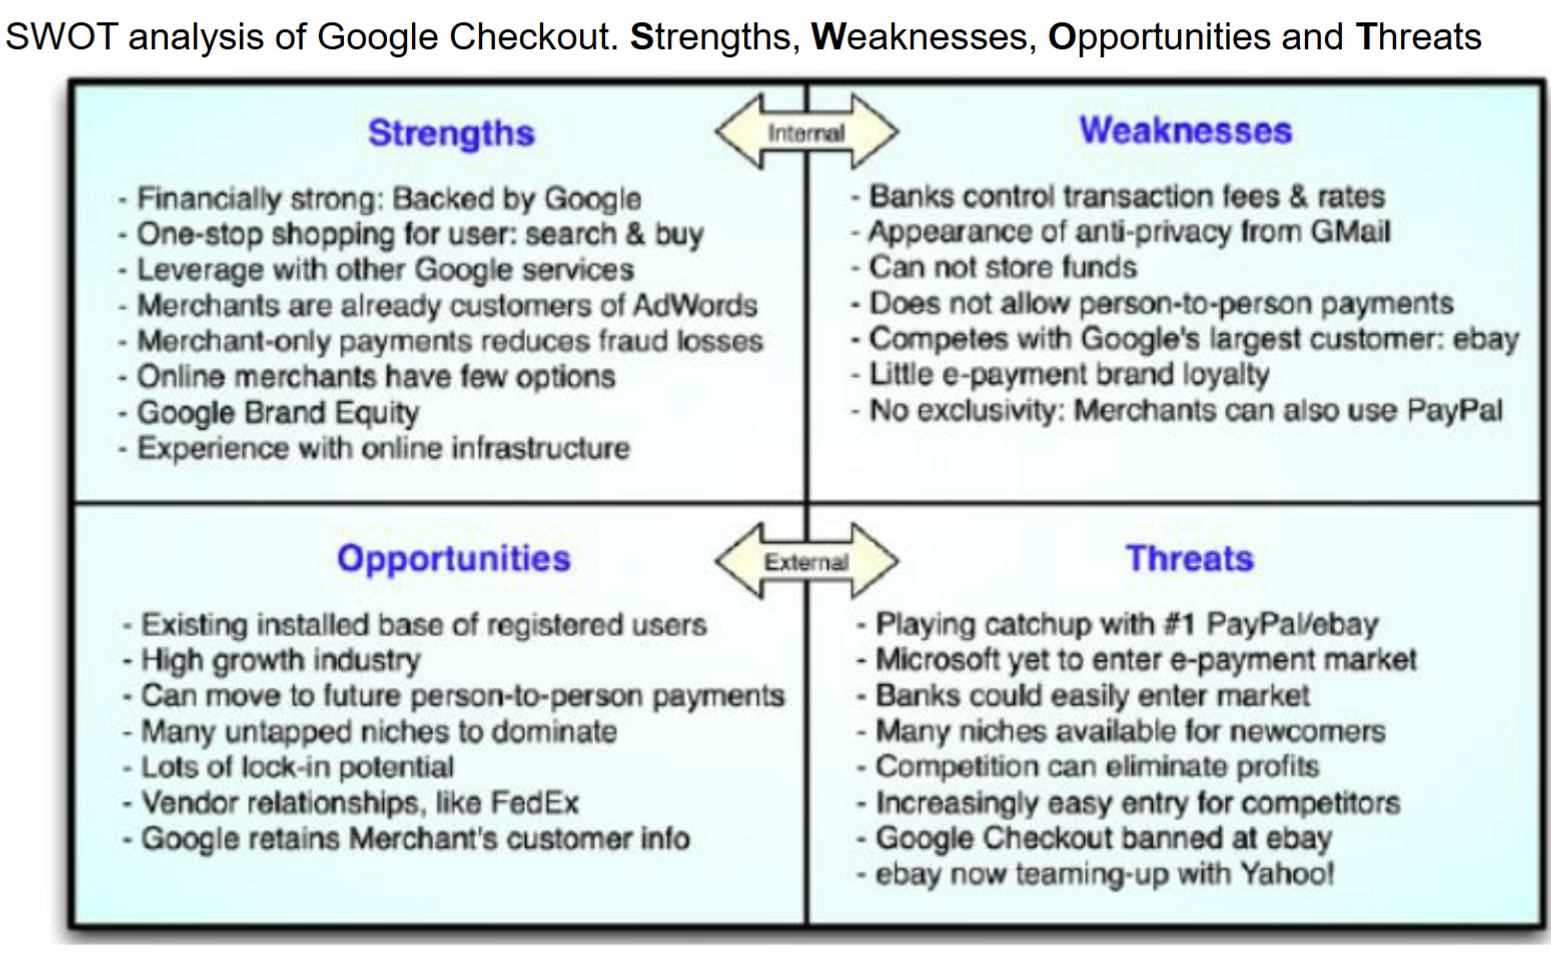 SWOT analysis of Google Checkout. Strengths, Weaknesses, Opportunities and Threats
Strengths
- Financially strong: Backed by Google
- One-stop shopping for user: search & buy
- Leverage with other Google services
- Merchants are already customers of AdWords
- Merchant-only payments reduces fraud losses
- Online merchants have few options
- Google Brand Equity
- Experience with online infrastructure
Internal
Weaknesses
- Banks control transaction fees & rates
- Appearance of anti-privacy from GMail
- Can not store funds
- Does not allow person-to-person payments
- Competes with Google's largest customer: ebay
- Little e-payment brand loyalty
- No exclusivity: Merchants can also use PayPal
Opportunities
- Existing installed base of registered users
- High growth industry
- Can move to future person-to-person payments
- Many untapped niches to dominate
- Lots of lock-in potential
- Vendor relationships, like FedEx
- Google retains Merchant's customer info
External
Threats
- Playing catchup with #1 PayPal/ebay
- Microsoft yet to enter e-payment market
- Banks could easily enter market
- Many niches available for newcomers
- Competition can eliminate profits
- Increasingly easy entry for competitors
- Google Checkout banned at ebay
- ebay now teaming-up with Yahoo!